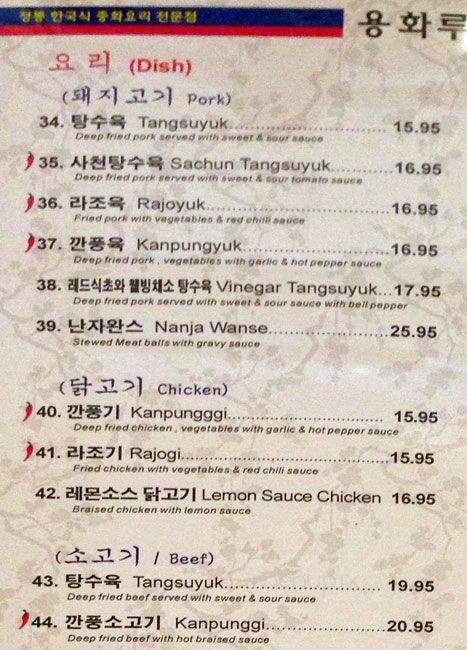 정통 한국식 중화요리 전문점
용화루
요리 (Dish)
(돼지고기 Pork)
34. 탕수육 Tangsuyuk 15.95
Deep fried pork served with sweet & sour sauce
35. 사천탕수육 Sachun Tangsuyuk 16.95
Deep fried pork served with sweet & sour tomato sauce
36. 라조육 Rajoyuk 16.95
Fried pork with vegetables & red chilli sauce
37. 깐풍육 Kanpungyuk 16.95
Deep fried pork , vegetables with garlic & hot pepper sauce
38. 레드식초와 웰빙채소 탕수육 Vinegar Tangsuyuk...17.95
Deep fried pork served with sweet & sour sauce with bell pepper
39. 난자완스 Nanja Wanse 25.95
Stewed Meat balls with gravy sauce
(닭고기 Chicken)
40. 깐풍기 Kanpungggi 15.95
Deep fried chicken , vegetables with garlic & hot pepper sauce
41. 라조기 Rajogi 15.95
Fried chicken with vegetables & red chili sauce
42. 레몬소스 닭고기 Lemon Sauce Chicken 16.95
Braised chicken with lemon sauce
(소고기 / Beef)
43. 탕수육 Tangsuyuk 19.95
Deep fried beef served with sweet & sour sauce
44. 깐풍소고기 Kanpunggi 20.95
Deep fried beef with hot braised sauce